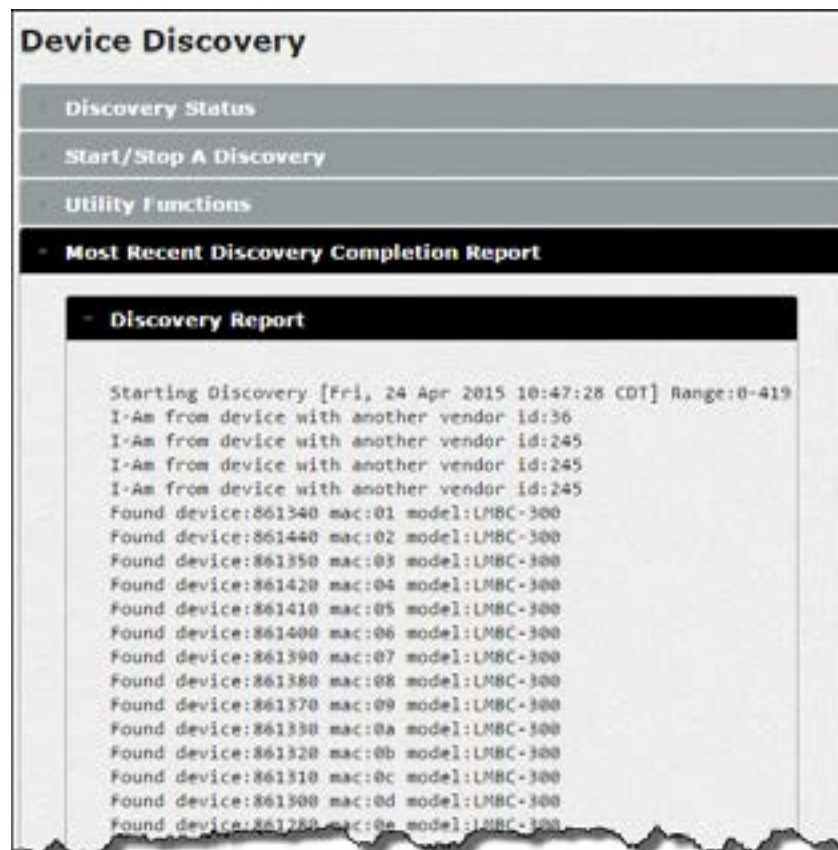 Device Discovery
Discovery Status
Start/Stop A Discovery
Utility Functions
Most Recent Discovery Completion Report
Discovery Report
Starting Discovery [Fri, 24 Apr 2015 10:47:28 CDT] Range:0-419
I-Am from device with another vendor id:36
I-Am from device with another vendor id:245
I-Am from device with another vendor id:245
I-Am from device with another vendor id:245
Found device:861340 mac:01 model:LMBC-300
Found device:861440 mac:02 model:LMBC-300
Found device:861350 mac:03 model:LMBC-300
Found device:861420 mac:04 model:LMBC-300
Found device:861410 mac:05 model:LMBC-300
Found device:861400 mac:06 model:LMBC-300
Found device:861390 mac:07 model:LMBC-300
Found device:861380 mac:08 model:LMBC-300
Found device:861370 mac:09 model:LMBC-300
Found device:861330 mac:0a model:LMBC-300
Found device:861320 mac:0b model:LMBC-300
Found device:861310 mac:0c model:LMBC-300
Found device:861300 mac:0d model:LMBC-300
Found device:861280 mac:0e model:LMBC-300